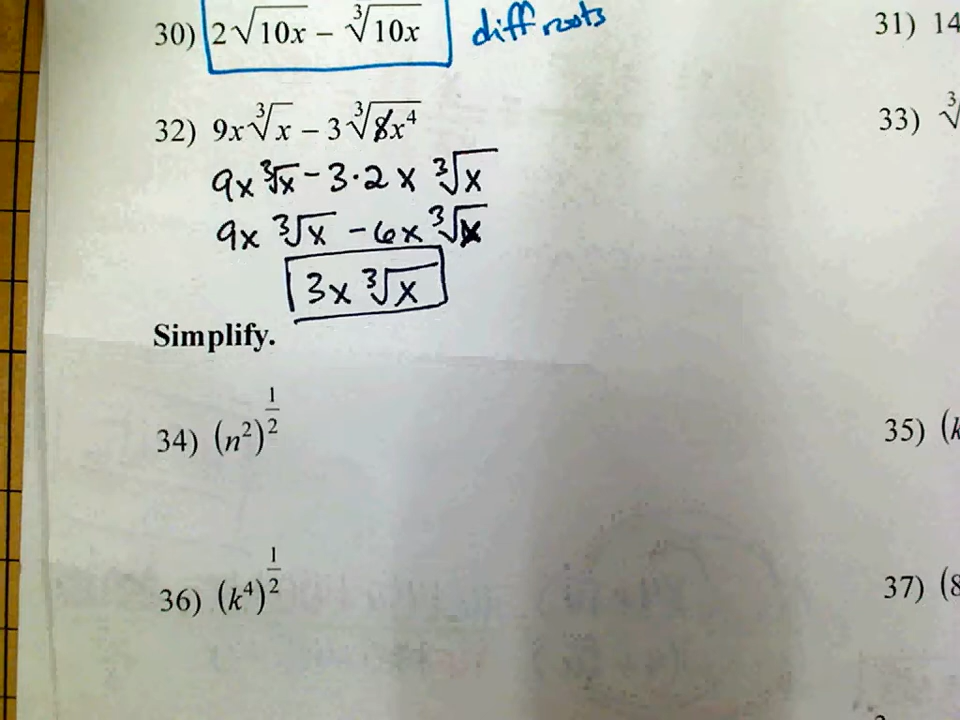 30) 2√10x − ∛10x diff roots
31) 14
32) 9x∛x − 3∛8x⁴
33) ∛
9x ∛x − 3·2x ∛x
9x ∛x − 6x ∛x
3x ∛x
Simplify.
34) (n²)^(1/2)
35) (k
36) (k⁴)^(1/2)
37) (8